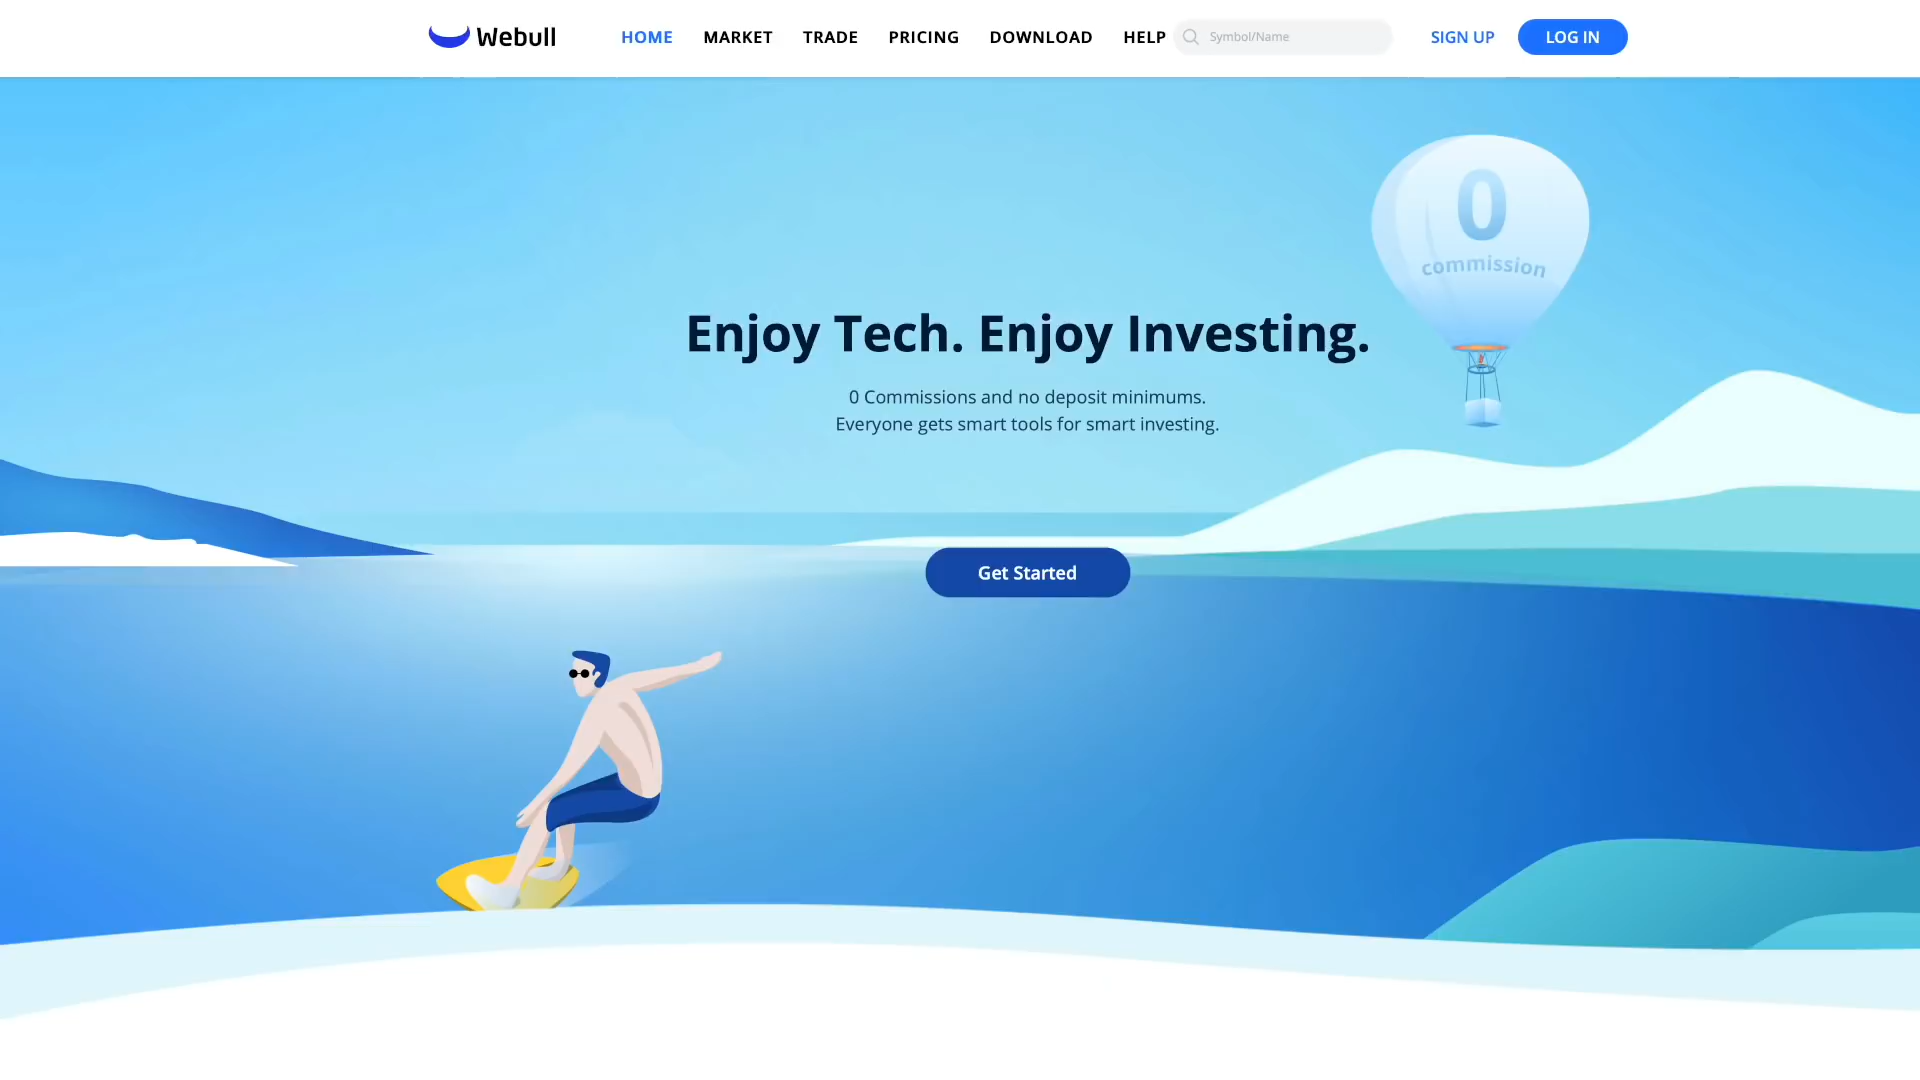 Webull HOME MARKET TRADE PRICING DOWNLOAD HELP Symbol/Name SIGN UP LOG IN
0
commission
Enjoy Tech. Enjoy Investing.
0 Commissions and no deposit minimums.
Everyone gets smart tools for smart investing.
Get Started